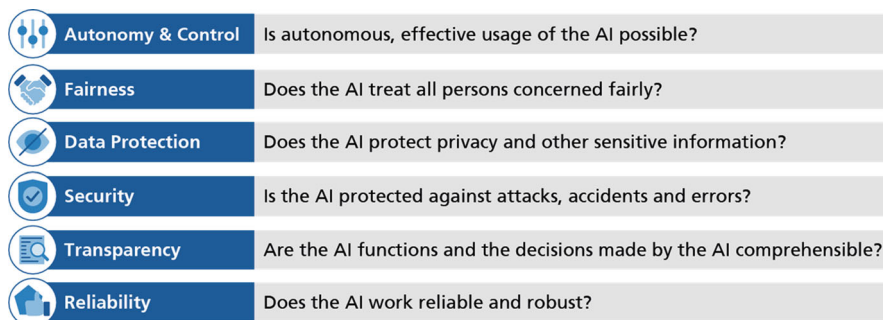 Autonomy & Control Is autonomous, effective usage of the AI possible?
Fairness Does the AI treat all persons concerned fairly?
Data Protection Does the AI protect privacy and other sensitive information?
Security Is the AI protected against attacks, accidents and errors?
Transparency Are the AI functions and the decisions made by the AI comprehensible?
Reliability Does the AI work reliable and robust?